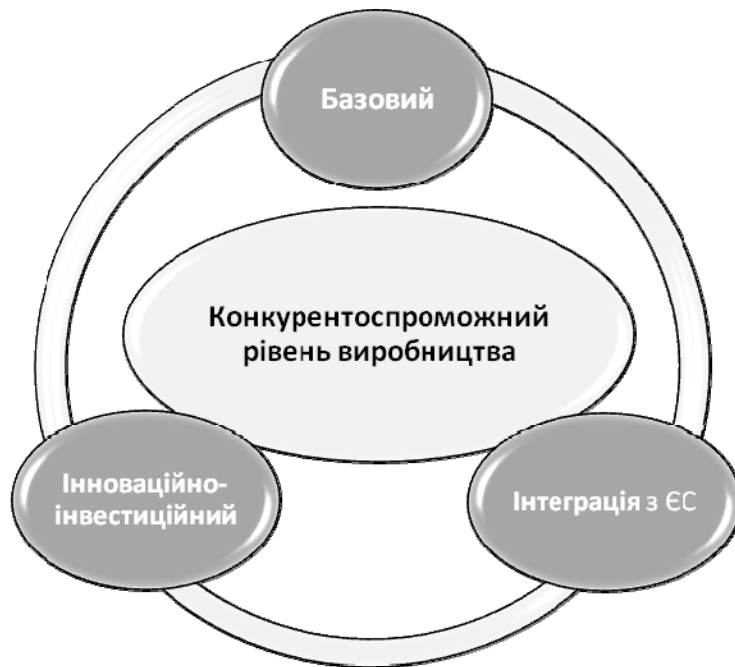 Базовий
Конкурентоспроможний
рівень виробництва
Інноваційно-
інвестиційний
Інтеграція з ЄС